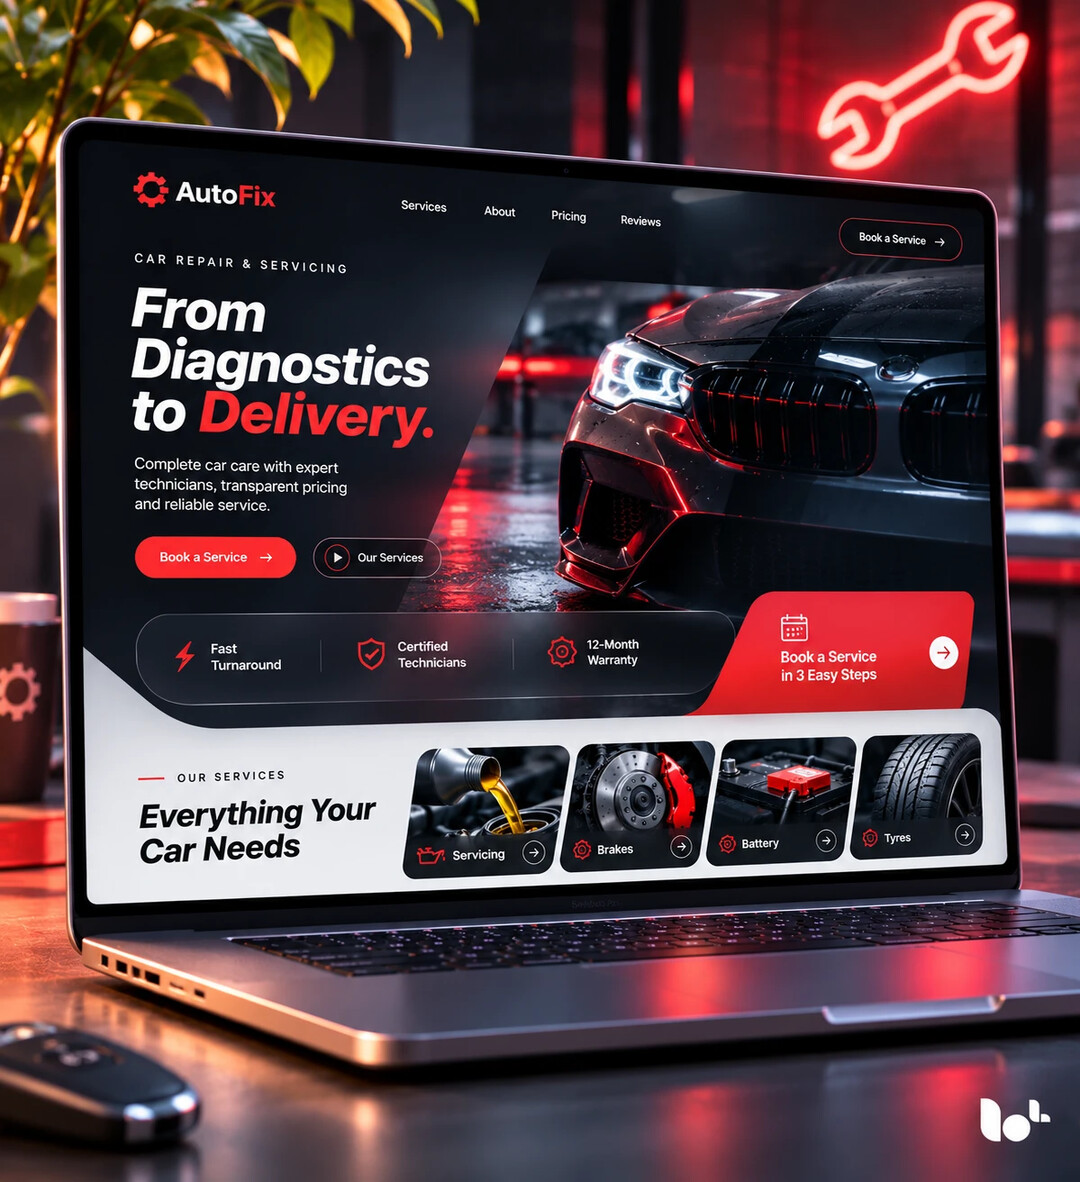 AutoFix
Services
About
Pricing
Reviews
Book a Service
CAR REPAIR & SERVICING
From
Diagnostics
to Delivery.
Complete car care with expert
technicians, transparent pricing
and reliable service.
Book a Service
Our Services
Fast
Turnaround
Certified
Technicians
12-Month
Warranty
Book a Service
in 3 Easy Steps
OUR SERVICES
Everything Your
Car Needs
Servicing
Brakes
Battery
Tyres